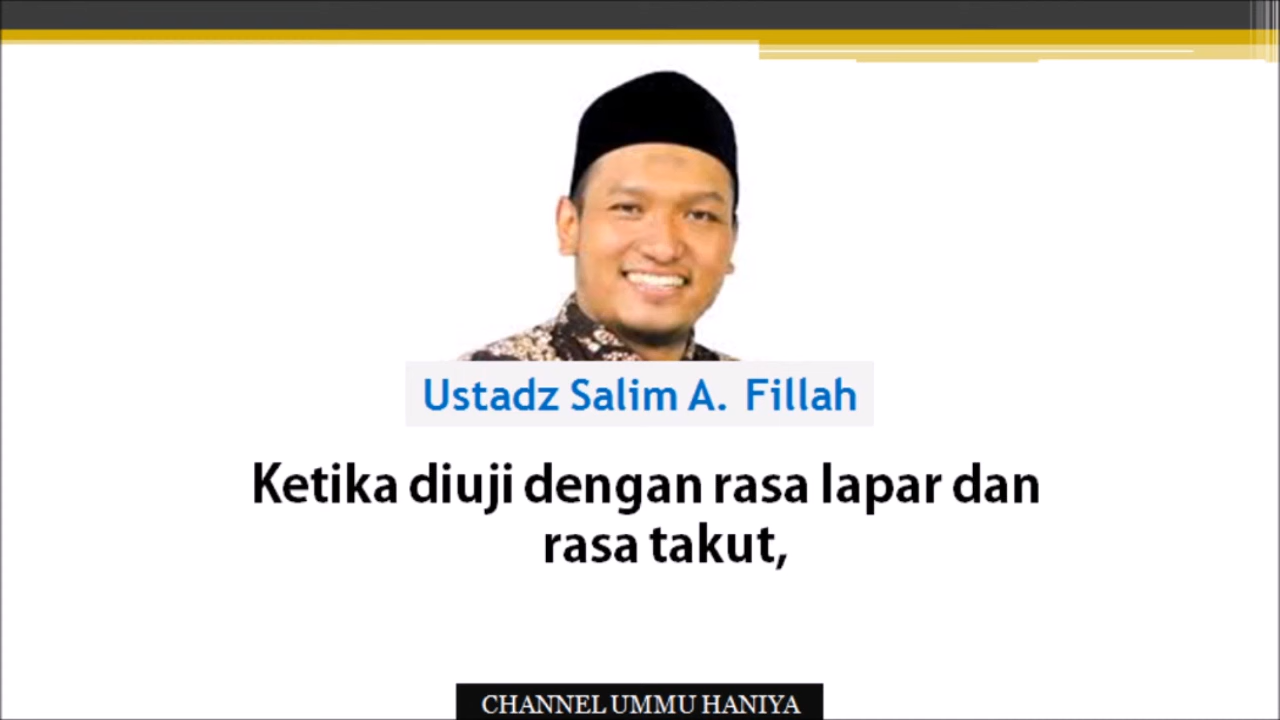 Ustadz Salim A. Fillah
Ketika diuji dengan rasa lapar dan
rasa takut,
CHANNEL UMMU HANIYA